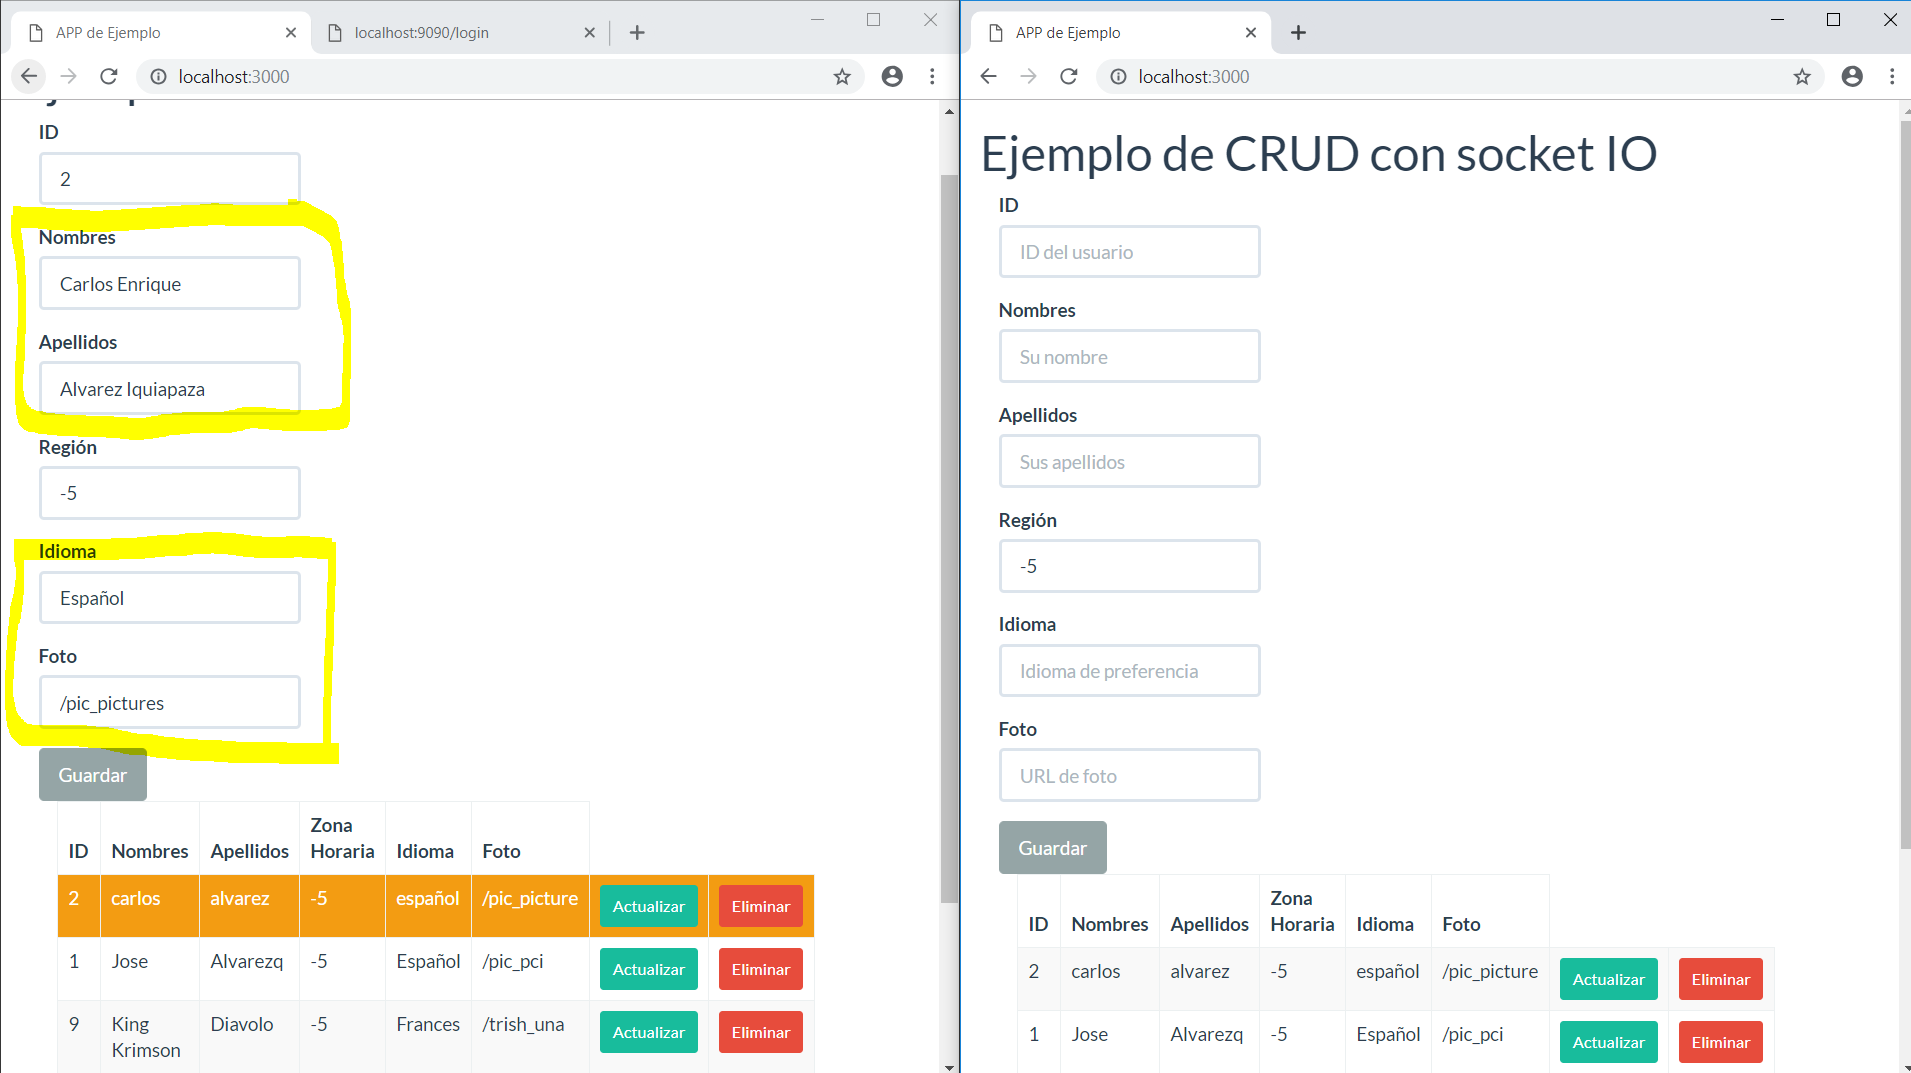 APP de Ejemplo
localhost:9090/login
localhost:3000
ID
2
Nombres
Carlos Enrique
Apellidos
Alvarez Iquiapaza
Región
-5
Idioma
Español
Foto
/pic_pictures
Guardar
ID Nombres Apellidos Zona Horaria Idioma Foto
2 carlos alvarez -5 español /pic_picture Actualizar Eliminar
1 Jose Alvarezq -5 Español /pic_pci Actualizar Eliminar
9 King Krimson Diavolo -5 Frances /trish_una Actualizar Eliminar
APP de Ejemplo
localhost:3000
Ejemplo de CRUD con socket IO
ID
ID del usuario
Nombres
Su nombre
Apellidos
Sus apellidos
Región
-5
Idioma
Idioma de preferencia
Foto
URL de foto
Guardar
ID Nombres Apellidos Zona Horaria Idioma Foto
2 carlos alvarez -5 español /pic_picture Actualizar Eliminar
1 Jose Alvarezq -5 Español /pic_pci Actualizar Eliminar